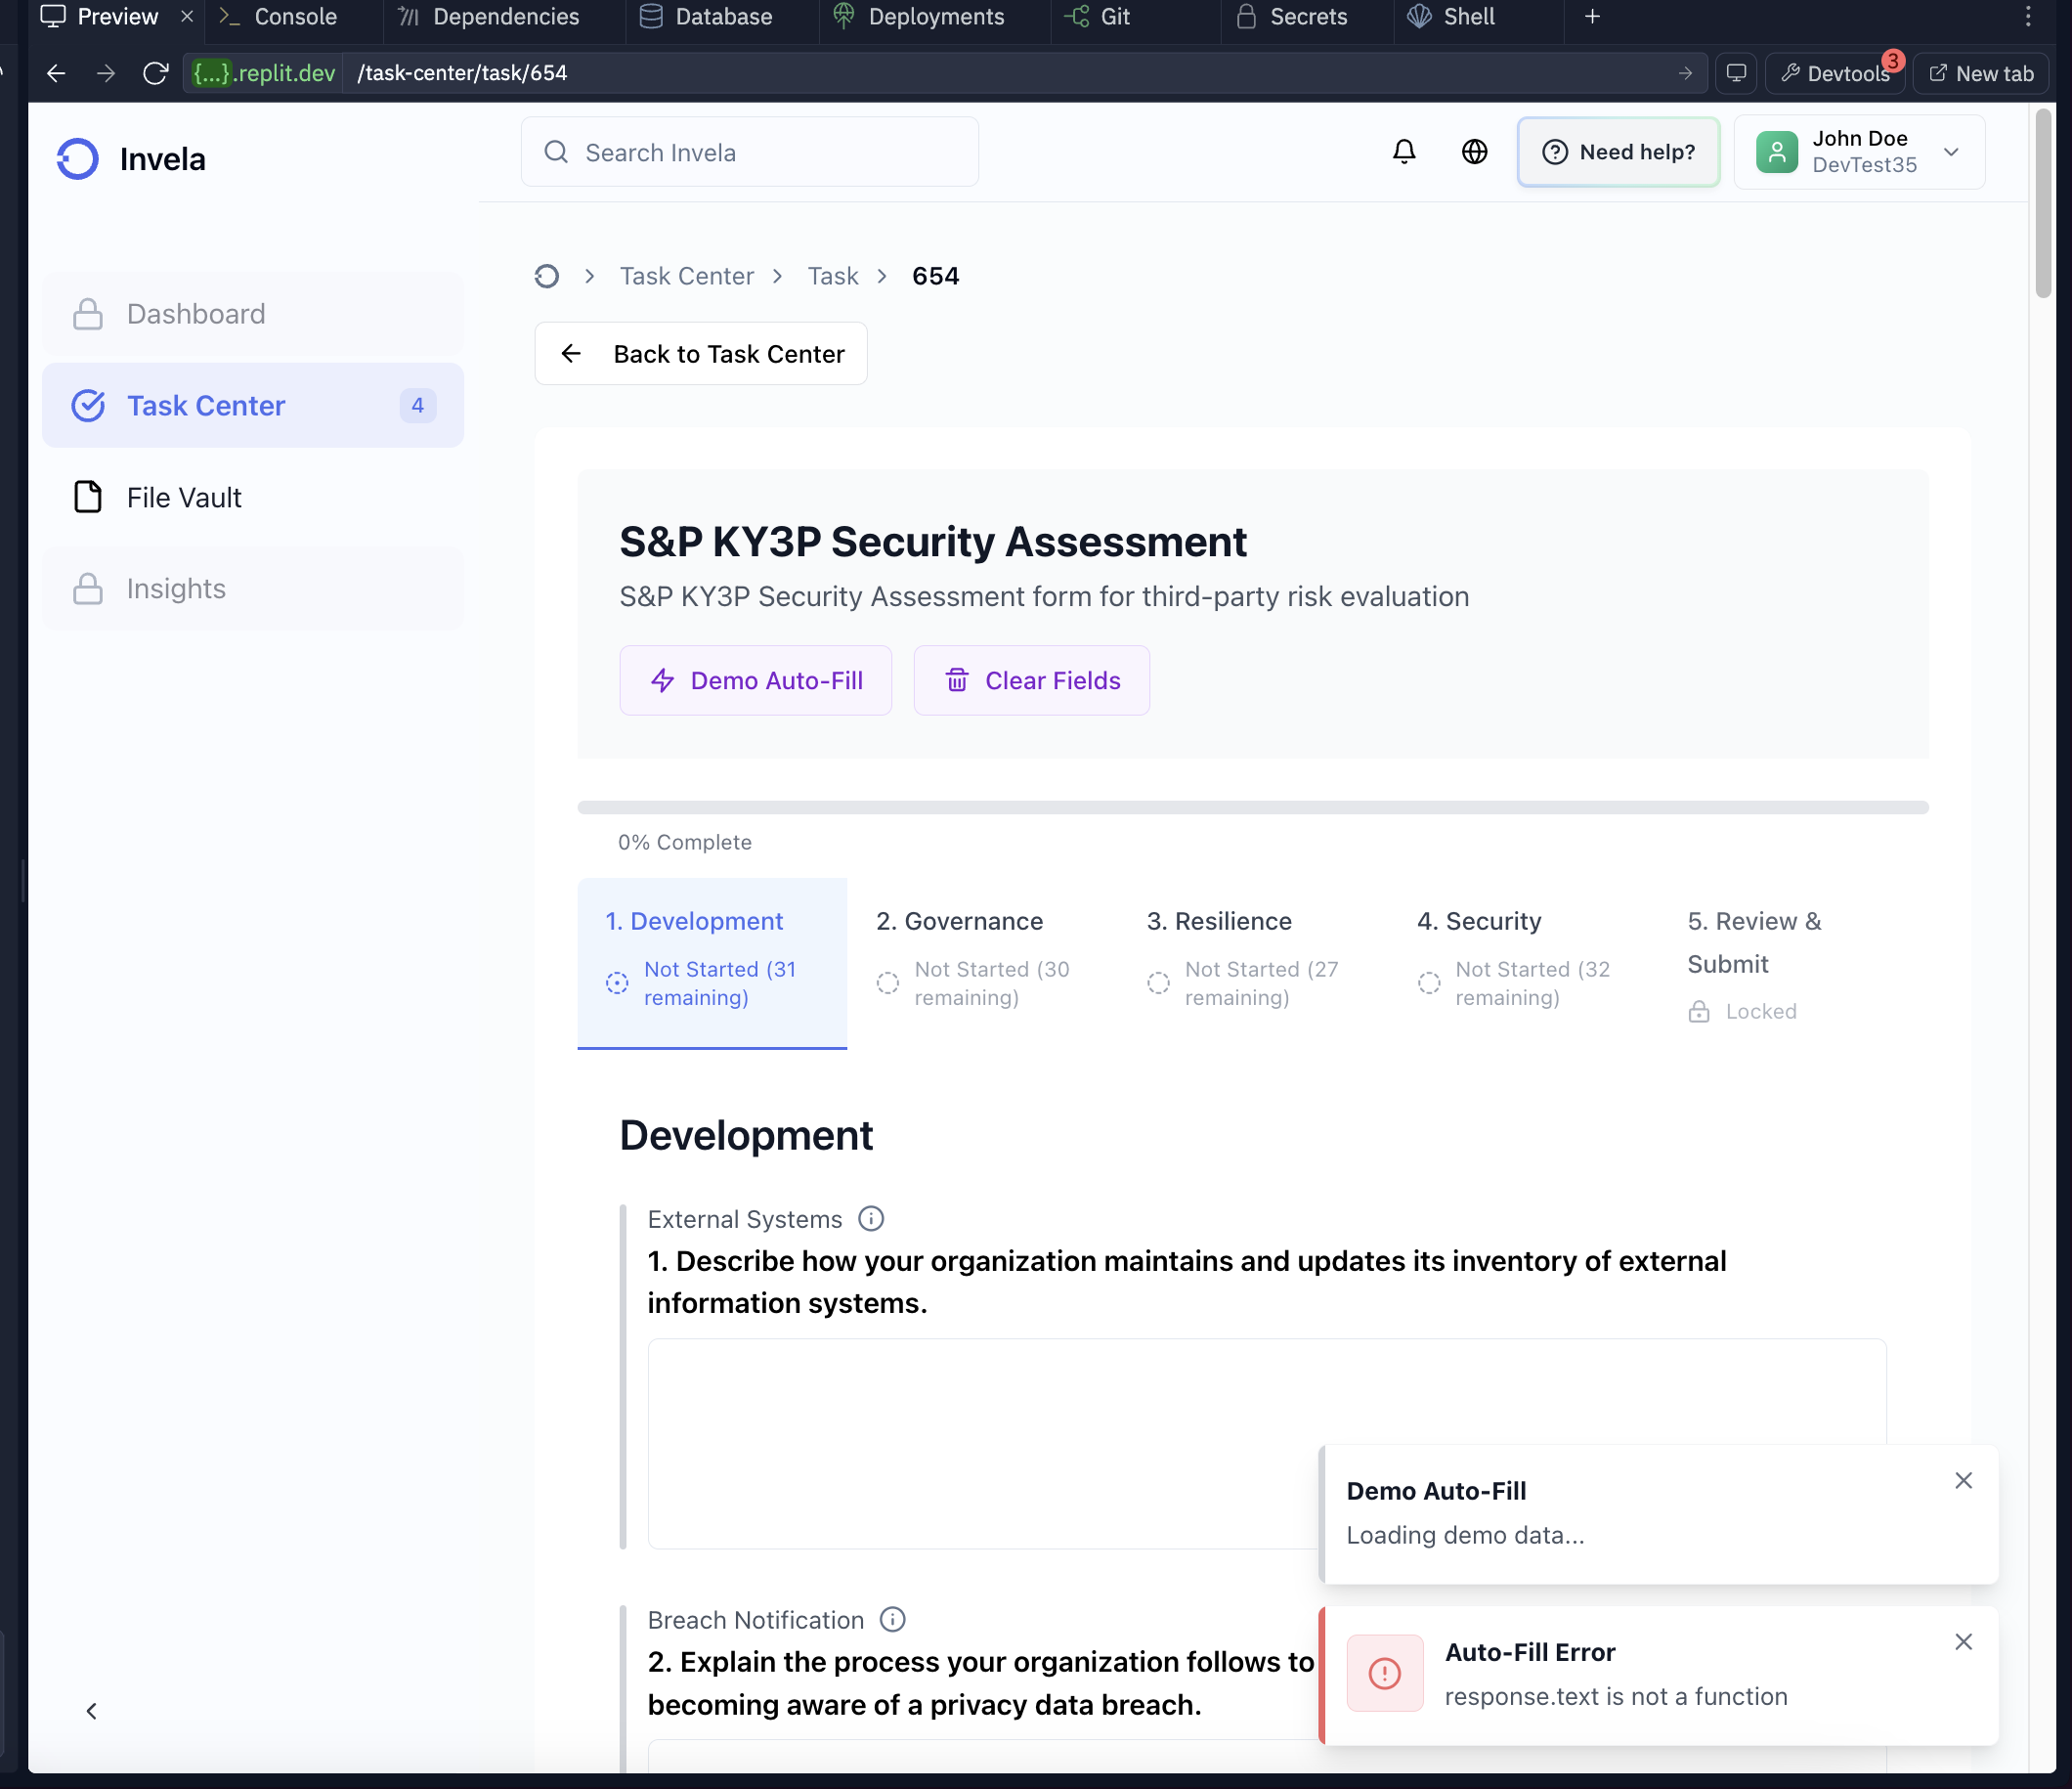 Preview
Console
Dependencies
Database
Deployments
Git
Secrets
Shell
{...}.replit.dev
/task-center/task/654
Devtools
3
New tab
Invela
Search Invela
Need help?
John Doe
DevTest35
Dashboard
Task Center
4
File Vault
Insights
Task Center
Task
654
Back to Task Center
S&P KY3P Security Assessment
S&P KY3P Security Assessment form for third-party risk evaluation
Demo Auto-Fill
Clear Fields
0% Complete
1. Development
Not Started (31
remaining)
2. Governance
Not Started (30
remaining)
3. Resilience
Not Started (27
remaining)
4. Security
Not Started (32
remaining)
5. Review &
Submit
Locked
Development
External Systems
1. Describe how your organization maintains and updates its inventory of external
information systems.
Breach Notification
2. Explain the process your organization follows to
becoming aware of a privacy data breach.
Demo Auto-Fill
Loading demo data...
Auto-Fill Error
response.text is not a function